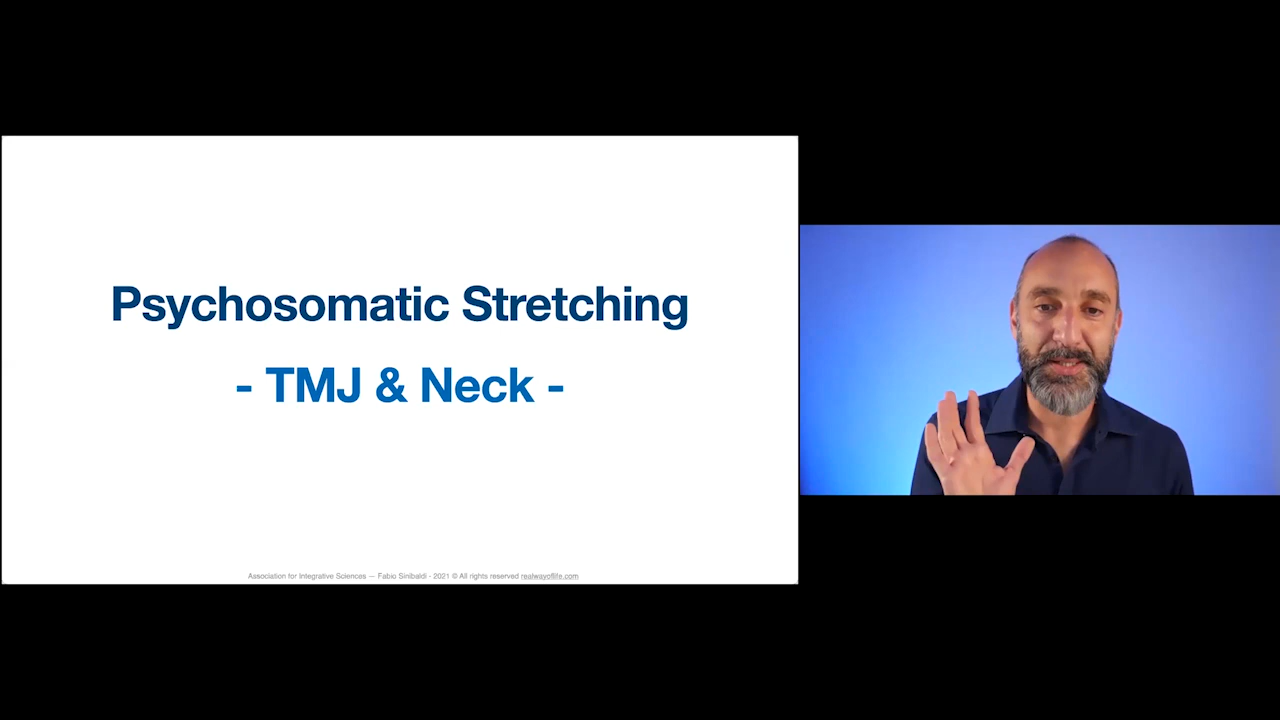 Psychosomatic Stretching
- TMJ & Neck -
Association for Integrative Sciences — Fabio Sinibaldi - 2021 © All rights reserved realwayoflife.com